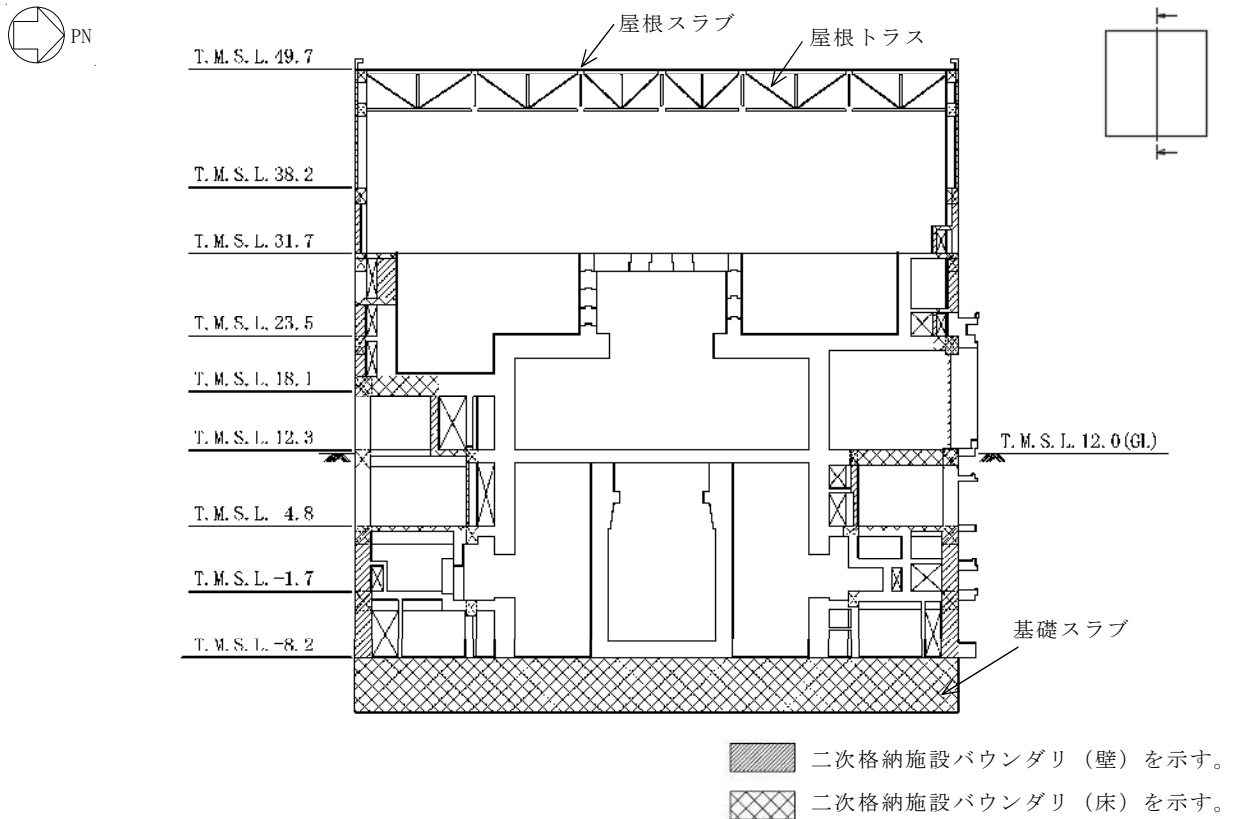 PN
屋根スラブ
屋根トラス
T.M.S.L.49.7
T.M.S.L.38.2
T.M.S.L.31.7
T.M.S.L.23.5
T.M.S.L.18.1
T.M.S.L.12.3
T.M.S.L.12.0(GL)
T.M.S.L. 4.8
T.M.S.L.-1.7
T.M.S.L.-8.2
基礎スラブ
二次格納施設バウンダリ（壁）を示す。
二次格納施設バウンダリ（床）を示す。